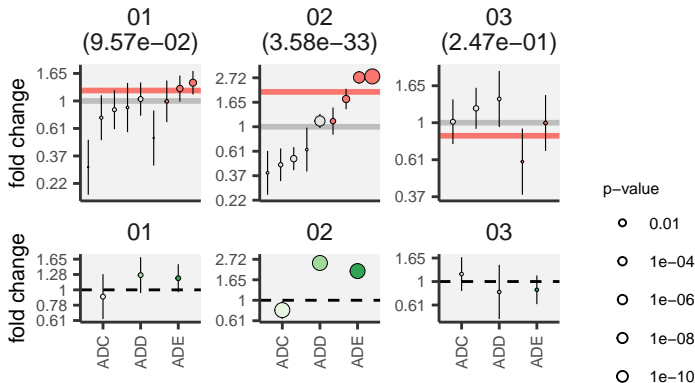 01 02 03
(9.57e−02) (3.58e−33) (2.47e−01)
fold change
1.65
1
0.61
0.37
0.22
2.72
1.65
1
0.61
0.37
0.22
1.65
1
0.61
0.37
01 02 03
fold change
1.65
1.28
1
0.78
0.61
2.72
1.65
1
0.61
1.65
1
0.61
ADC ADD ADE
ADC ADD ADE
ADC ADD ADE
p−value
0.01
1e−04
1e−06
1e−08
1e−10